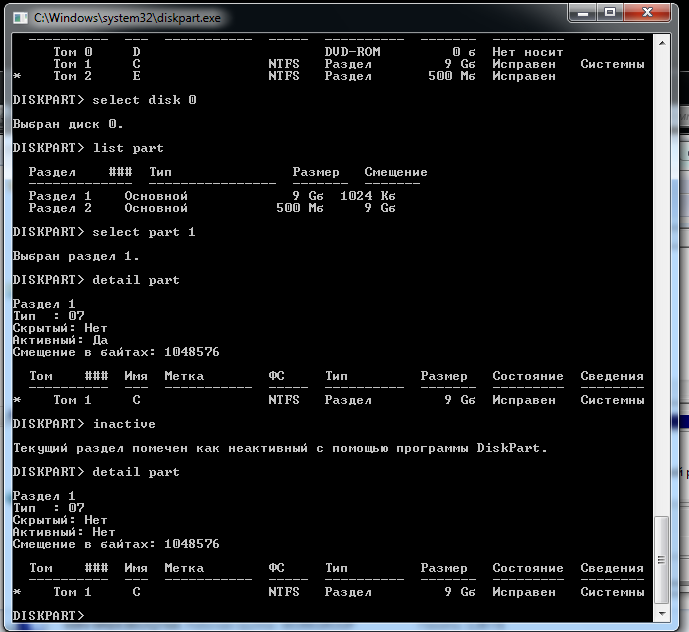 C:\Windows\system32\diskpart.exe
---------- --- ----------- ----- ---------- ------- --------- --------
Том 0 D DVD-ROM 0 б Нет носит
Том 1 C NTFS Раздел 9 Gб Исправен Системны
* Том 2 E NTFS Раздел 500 Mб Исправен
DISKPART> select disk 0
Выбран диск 0.
DISKPART> list part
Раздел ### Тип Размер Смещение
------------- ---------------- ------- -------
Раздел 1 Основной 9 Gб 1024 Kб
Раздел 2 Основной 500 Mб 9 Gб
DISKPART> select part 1
Выбран раздел 1.
DISKPART> detail part
Раздел 1
Тип : 07
Скрытый: Нет
Активный: Да
Смещение в байтах: 1048576
Том ### Имя Метка ФС Тип Размер Состояние Сведения
---------- --- ----------- ----- ---------- ------- --------- --------
* Том 1 C NTFS Раздел 9 Gб Исправен Системны
DISKPART> inactive
Текущий раздел помечен как неактивный с помощью программы DiskPart.
DISKPART> detail part
Раздел 1
Тип : 07
Скрытый: Нет
Активный: Нет
Смещение в байтах: 1048576
Том ### Имя Метка ФС Тип Размер Состояние Сведения
---------- --- ----------- ----- ---------- ------- --------- --------
* Том 1 C NTFS Раздел 9 Gб Исправен Системны
DISKPART>